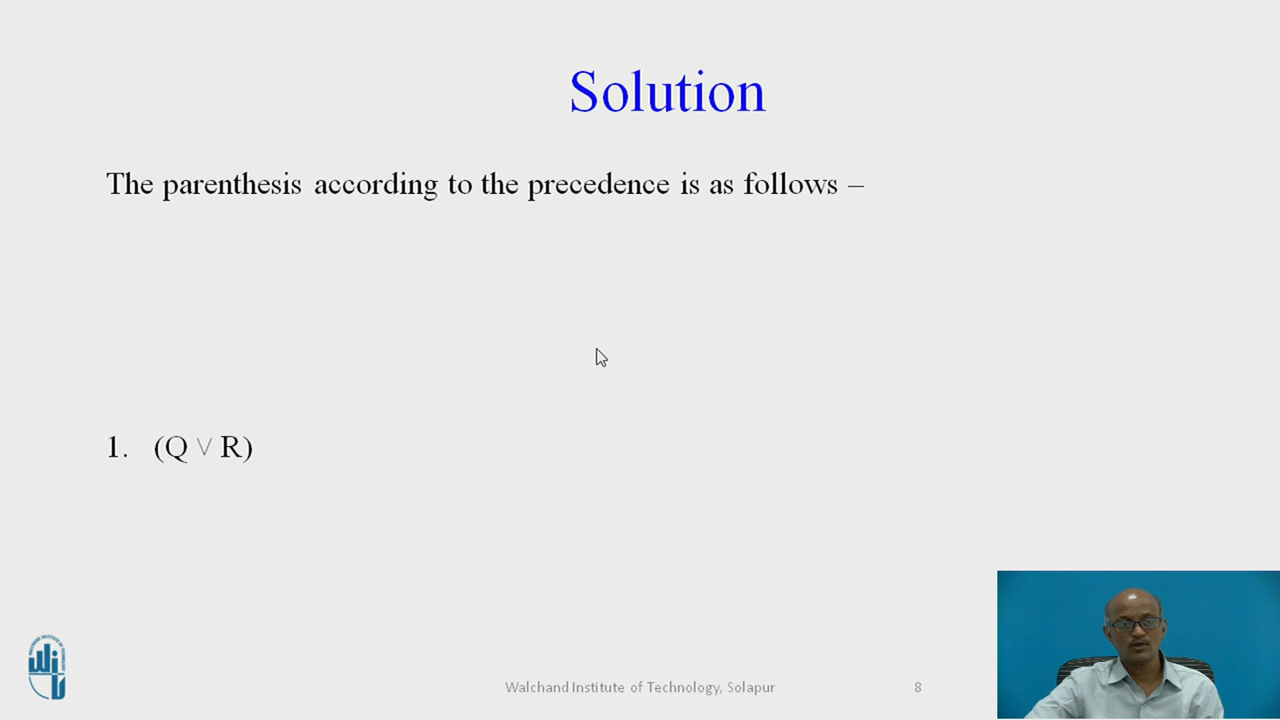 Solution
The parenthesis according to the precedence is as follows –
1. (Q ∨ R)
Walchand Institute of Technology, Solapur 8